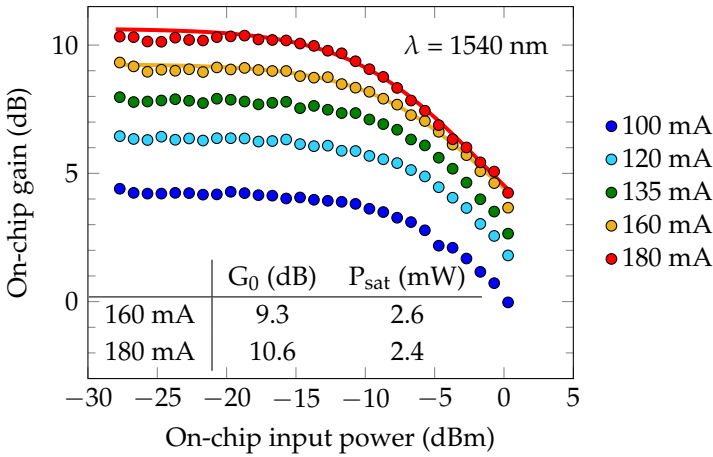 10
5
0
On-chip gain (dB)
λ = 1540 nm
G₀ (dB) P_sat (mW)
160 mA 9.3 2.6
180 mA 10.6 2.4
−30 −25 −20 −15 −10 −5 0 5
On-chip input power (dBm)
100 mA
120 mA
135 mA
160 mA
180 mA